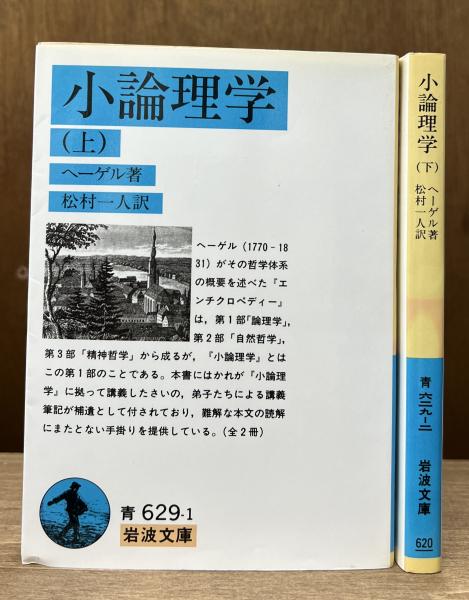 小論理学
(上)
ヘーゲル著
松村一人訳
ヘーゲル (1770-18
31) がその哲学体系
の概要を述べた『エ
ンチクロペディー』
は，第1部「論理学」，
第2部「自然哲学」，
第3部「精神哲学」から成るが，『小論理学』とは
この第1部のことである。本書にはかれが『小論理
学』に拠って講義したさいの，弟子たちによる講義
筆記が補遺として付されており，難解な本文の読解
にまたとない手掛りを提供している。(全2冊)
青 629-1
岩波文庫
小論理学(下)
ヘーゲル著
松村一人訳
青 六二九-二
岩波文庫
620